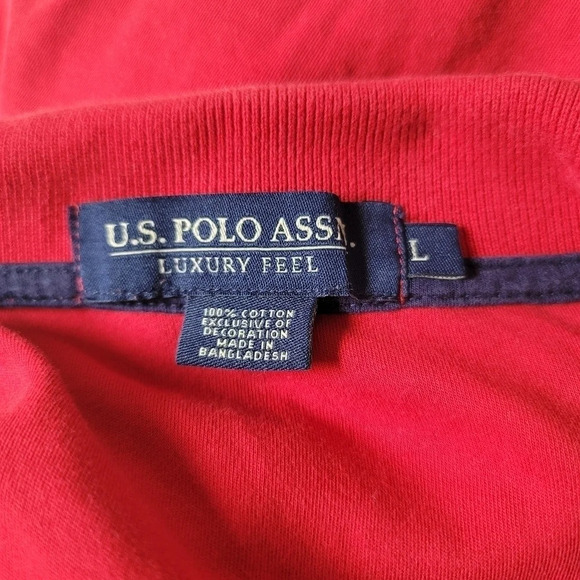 U.S. POLO ASSN.
LUXURY FEEL
L
100% COTTON
EXCLUSIVE OF
DECORATION
MADE IN
BANGLADESH